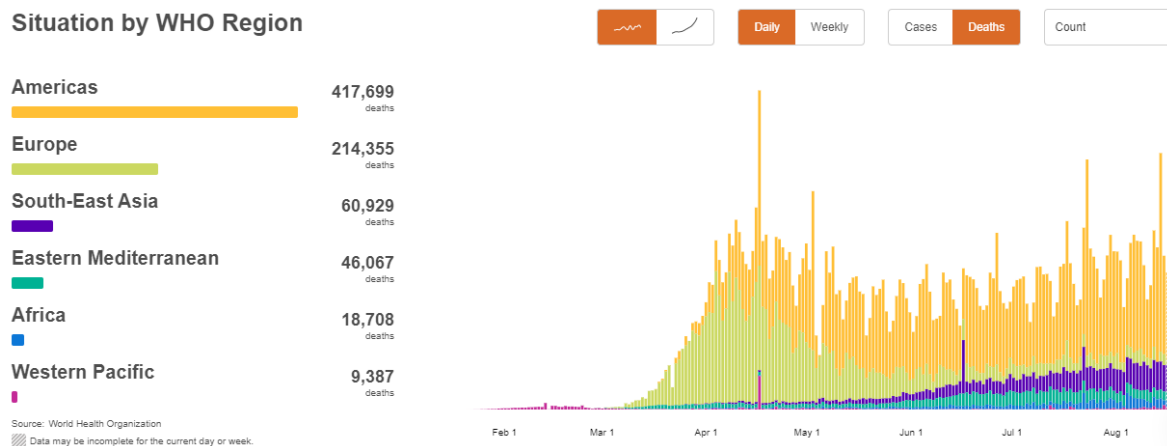 Situation by WHO Region
Daily
Weekly
Cases
Deaths
Count
Americas
417,699
deaths
Europe
214,355
deaths
South-East Asia
60,929
deaths
Eastern Mediterranean
46,067
deaths
Africa
18,708
deaths
Western Pacific
9,387
deaths
Source: World Health Organization
Data may be incomplete for the current day or week.
Feb 1
Mar 1
Apr 1
May 1
Jun 1
Jul 1
Aug 1